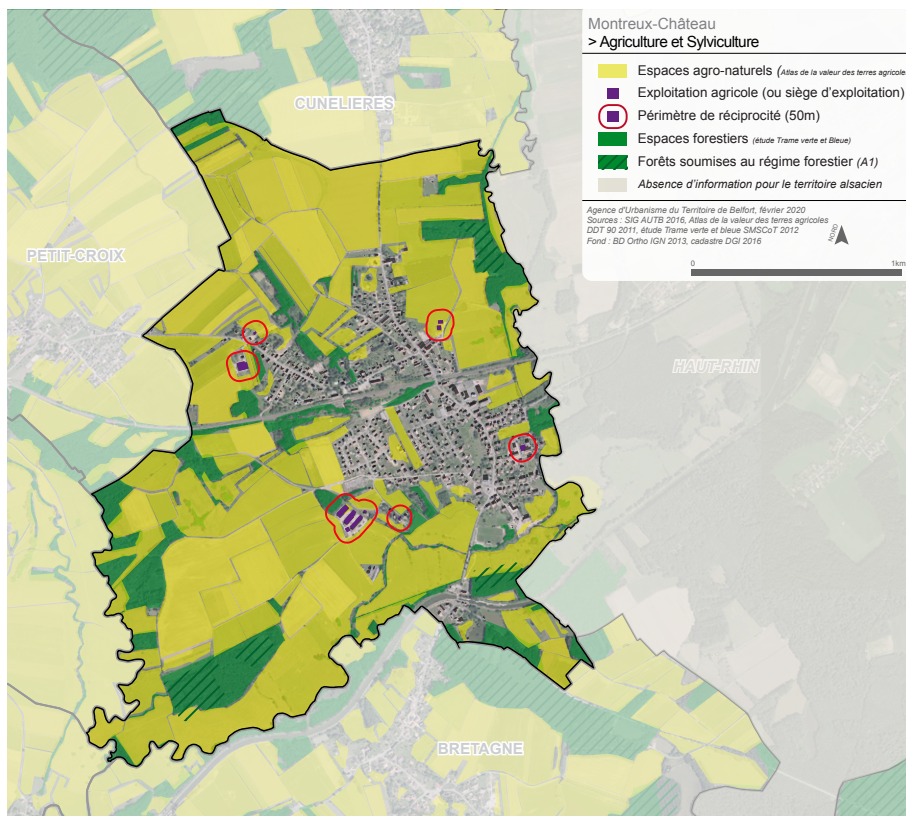 Montreux-Château
> Agriculture et Sylviculture
Espaces agro-naturels (Atlas de la valeur des terres agricoles
Exploitation agricole (ou siège d'exploitation)
Périmètre de réciprocité (50m)
Espaces forestiers (étude Trame verte et Bleue)
Forêts soumises au régime forestier (A1)
Absence d'information pour le territoire alsacien
Agence d'Urbanisme du Territoire de Belfort, février 2020
Sources : SIG AUTB 2016, Atlas de la valeur des terres agricoles
DDT 90 2011, étude Trame verte et bleue SMSCoT 2012
Fond : BD Ortho IGN 2013, cadastre DGI 2016
NORD
0 1km
CUNELIERES
PETIT-CROIX
HAUT-RHIN
BRETAGNE